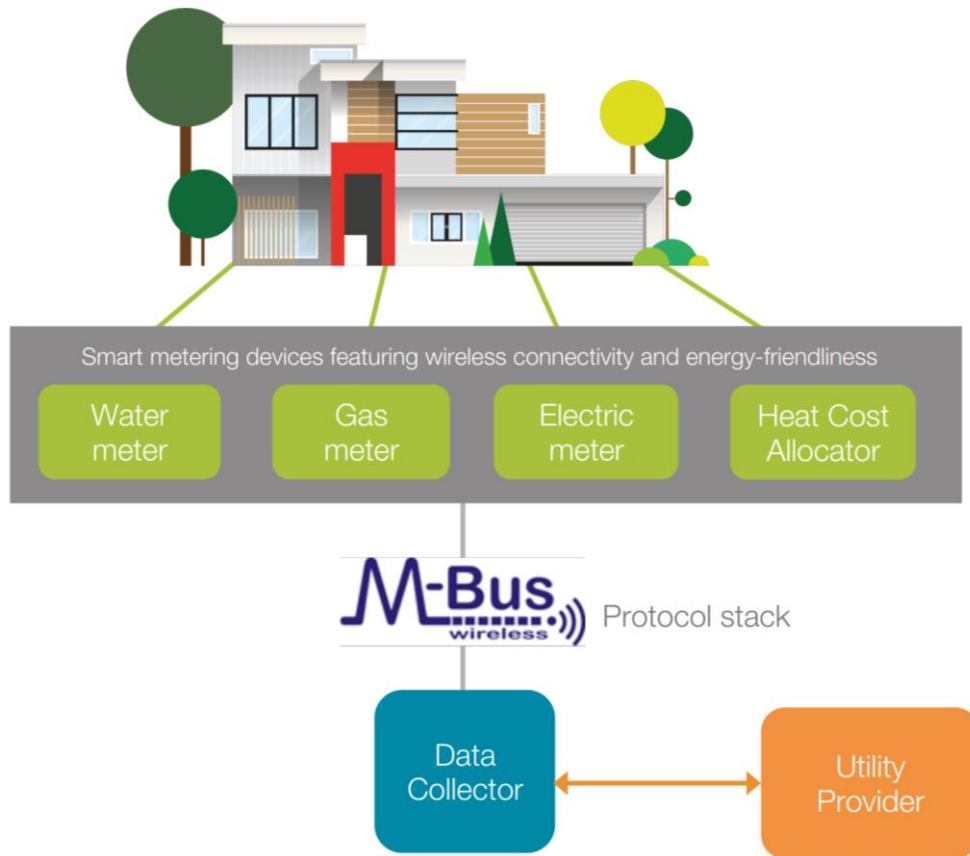 Smart metering devices featuring wireless connectivity and energy-friendliness
Water
meter
Gas
meter
Electric
meter
Heat Cost
Allocator
M-Bus
wireless
Protocol stack
Data
Collector
Utility
Provider